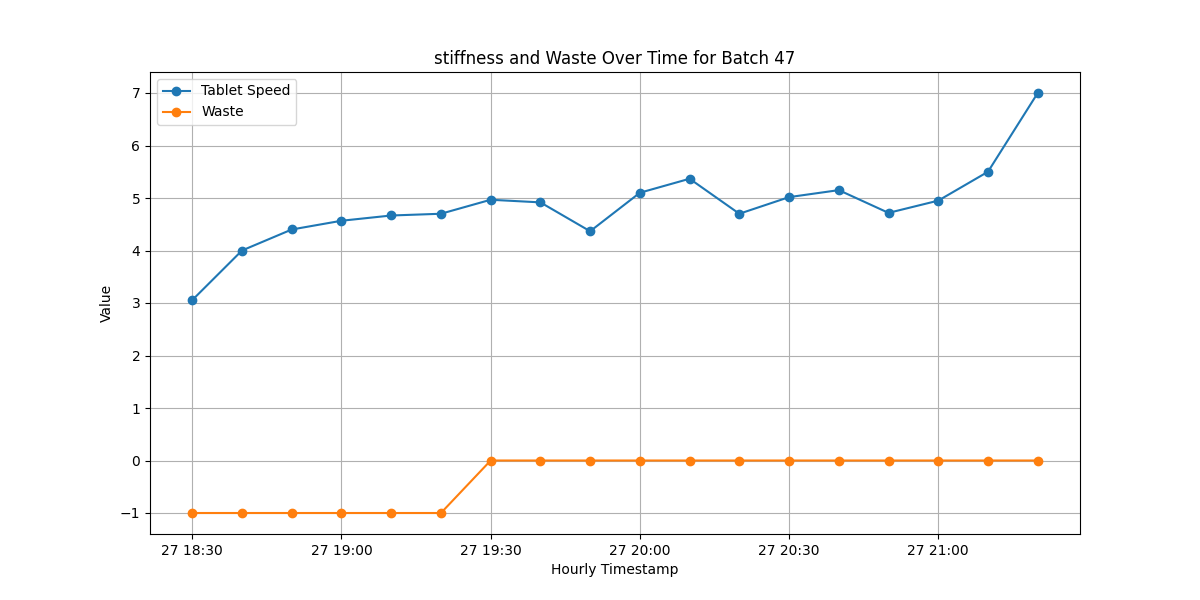 stiffness and Waste Over Time for Batch 47
Tablet Speed
Waste
Value
7
6
5
4
3
2
1
0
−1
27 18:30 27 19:00 27 19:30 27 20:00 27 20:30 27 21:00
Hourly Timestamp